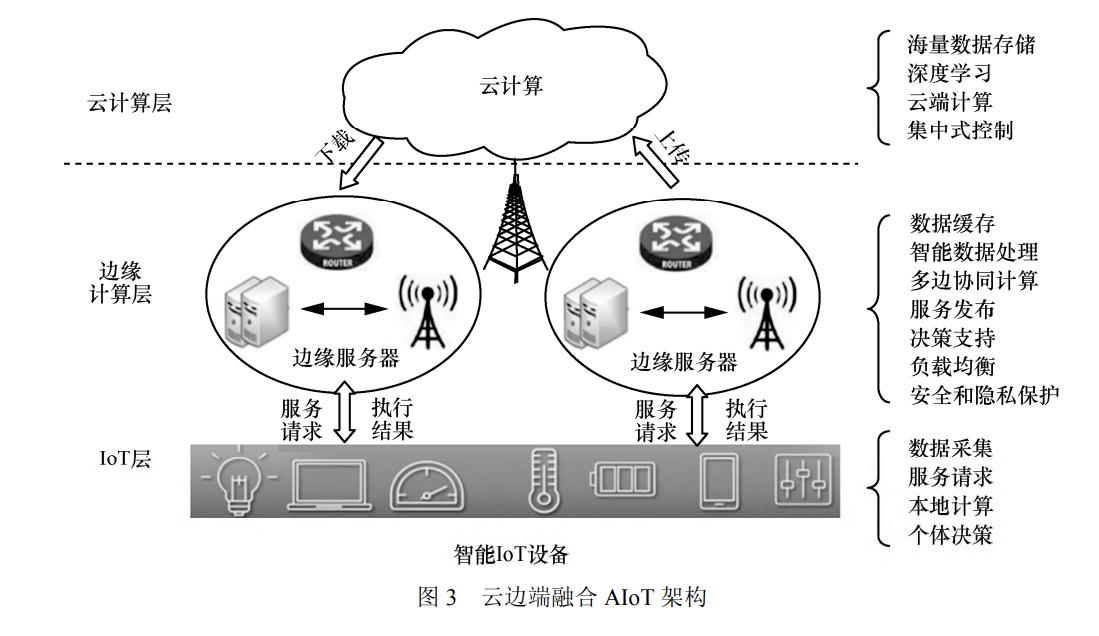 云计算
海量数据存储
深度学习
云端计算
集中式控制
云计算层
下载
上传
ROUTER
ROUTER
边缘
计算层
边缘服务器
边缘服务器
数据缓存
智能数据处理
多边协同计算
服务发布
决策支持
负载均衡
安全和隐私保护
服务
请求
执行
结果
服务
请求
执行
结果
IoT层
数据采集
服务请求
本地计算
个体决策
智能IoT设备
图 3 云边端融合 AIoT 架构